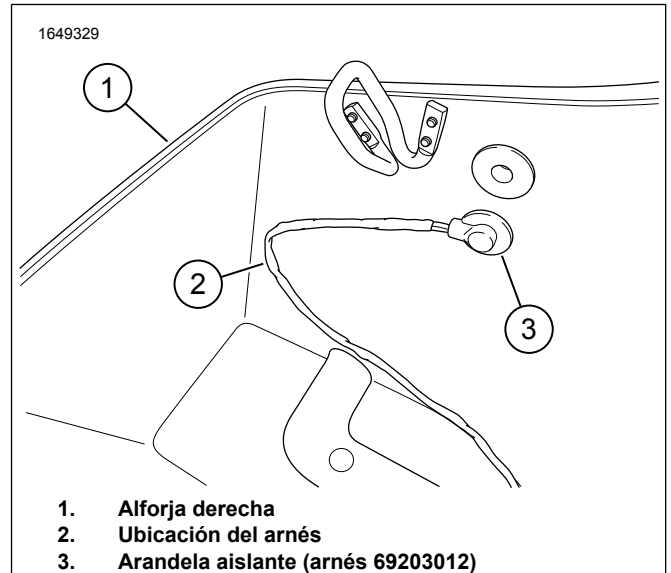 1649329
1
2
3
1. Alforja derecha
2. Ubicación del arnés
3. Arandela aislante (arnés 69203012)